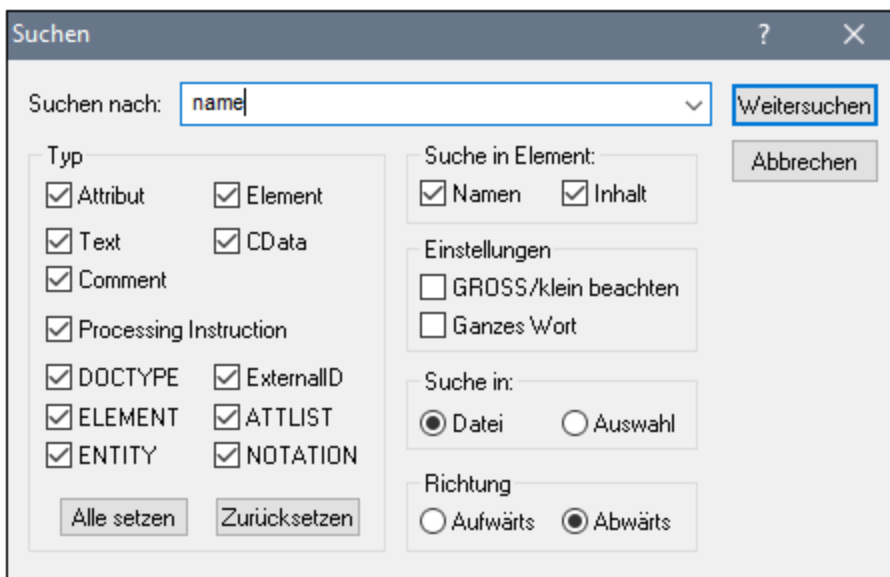 Suchen ?
Suchen nach: name Weitersuchen
Abbrechen
Typ
Attribut Element
Text CData
Comment
Processing Instruction
DOCTYPE ExternalID
ELEMENT ATTLIST
ENTITY NOTATION
Alle setzen Zurücksetzen
Suche in Element:
Namen Inhalt
Einstellungen
GROSS/klein beachten
Ganzes Wort
Suche in:
Datei Auswahl
Richtung
Aufwärts Abwärts